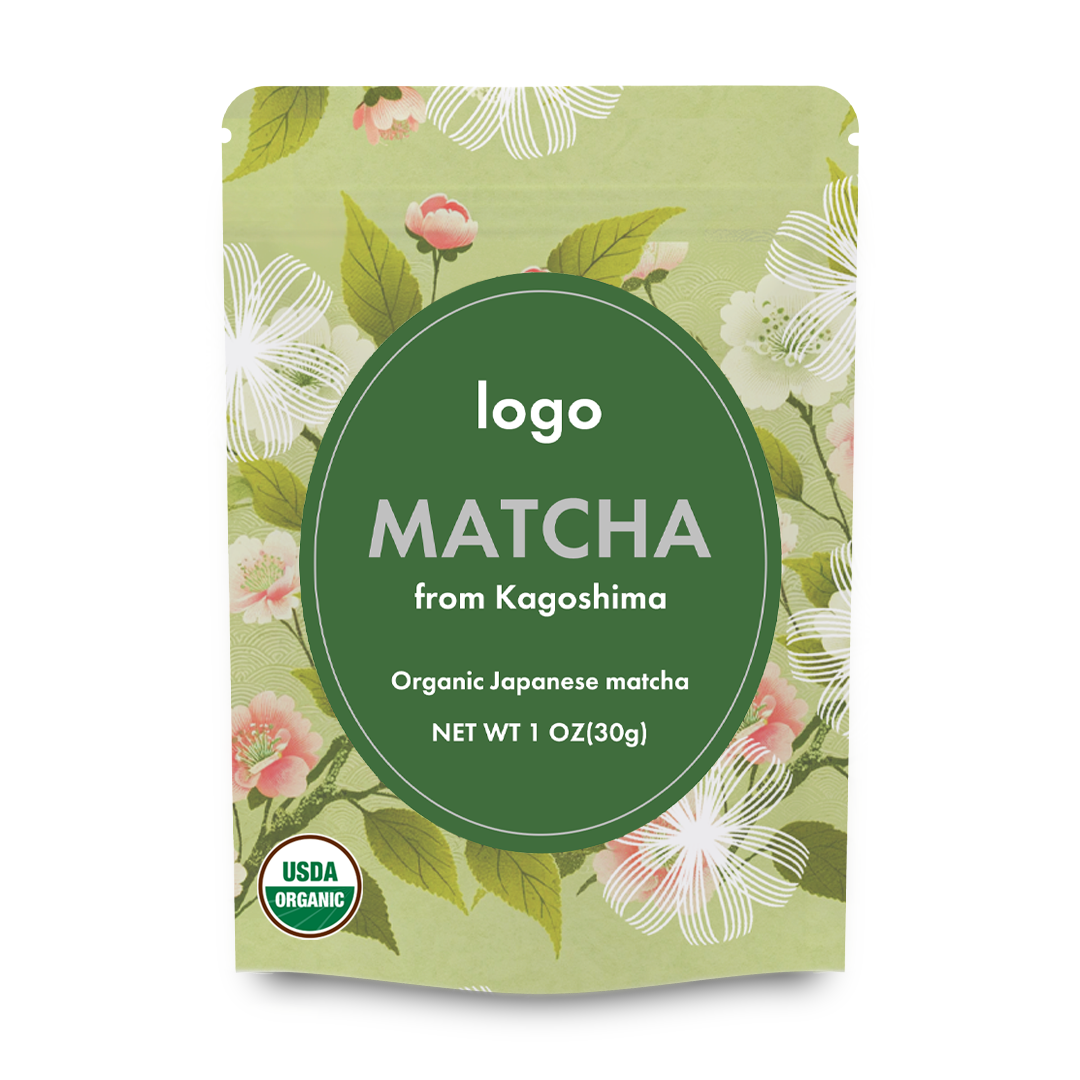 logo
MATCHA
from Kagoshima
Organic Japanese matcha
NET WT 1 OZ(30g)
USDA
ORGANIC